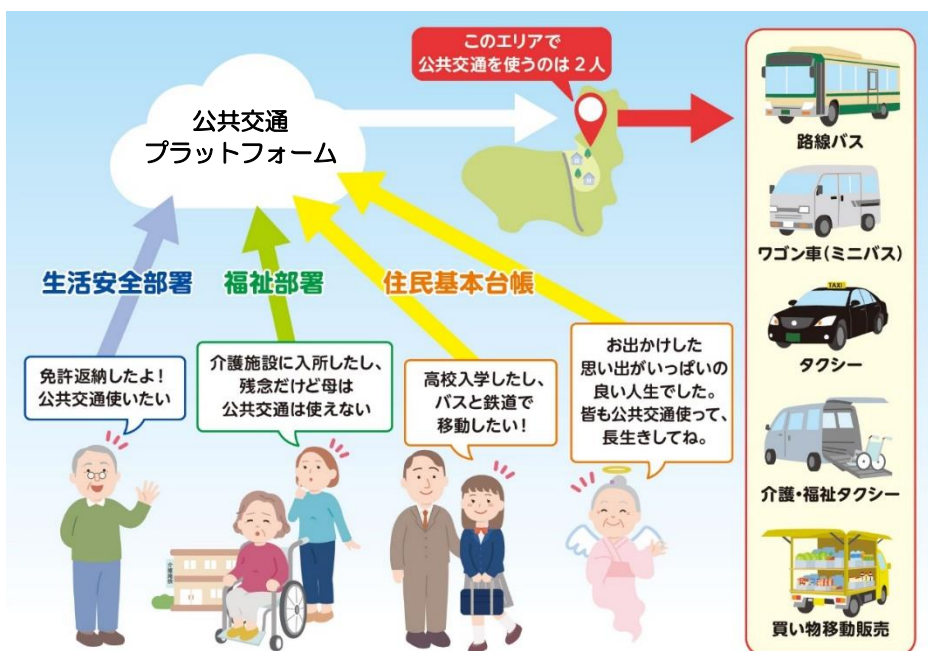 このエリアで
公共交通を使うのは2人
公共交通
プラットフォーム
生活安全部署
福祉部署
住民基本台帳
免許返納したよ!
公共交通使いたい
介護施設に入所したし、
残念だけど母は
公共交通は使えない
高校入学したし、
バスと鉄道で
移動したい!
お出かけした
思い出がいっぱいの
良い人生でした。
皆も公共交通使って、
長生きしてね。
介護施設
路線バス
ワゴン車(ミニバス)
TAXI
タクシー
介護・福祉タクシー
買い物移動販売